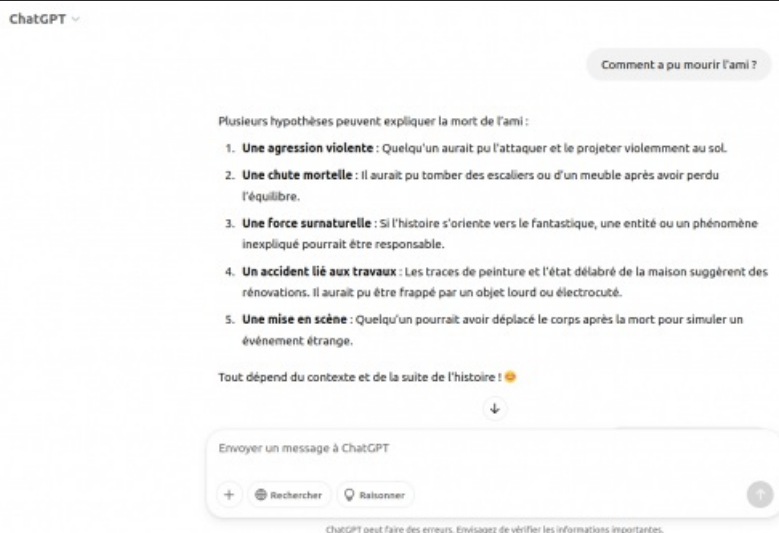 ChatGPT
Comment a pu mourir l'ami ?
Plusieurs hypothèses peuvent expliquer la mort de l'ami :
1. Une agression violente : Quelqu'un aurait pu l'attaquer et le projeter violemment au sol.
2. Une chute mortelle : Il aurait pu tomber des escaliers ou d'un meuble après avoir perdu
l'équilibre.
3. Une force surnaturelle : Si l'histoire s'oriente vers le fantastique, une entité ou un phénomène
inexpliqué pourrait être responsable.
4. Un accident lié aux travaux : Les traces de peinture et l'état délabré de la maison suggèrent des
rénovations. Il aurait pu être frappé par un objet lourd ou électrocuté.
5. Une mise en scène : Quelqu'un pourrait avoir déplacé le corps après la mort pour simuler un
événement étrange.
Tout dépend du contexte et de la suite de l'histoire ! 😊
Envoyer un message à ChatGPT
Rechercher
Raisonner
ChatGPT peut faire des erreurs. Envisagez de vérifier les informations importantes.